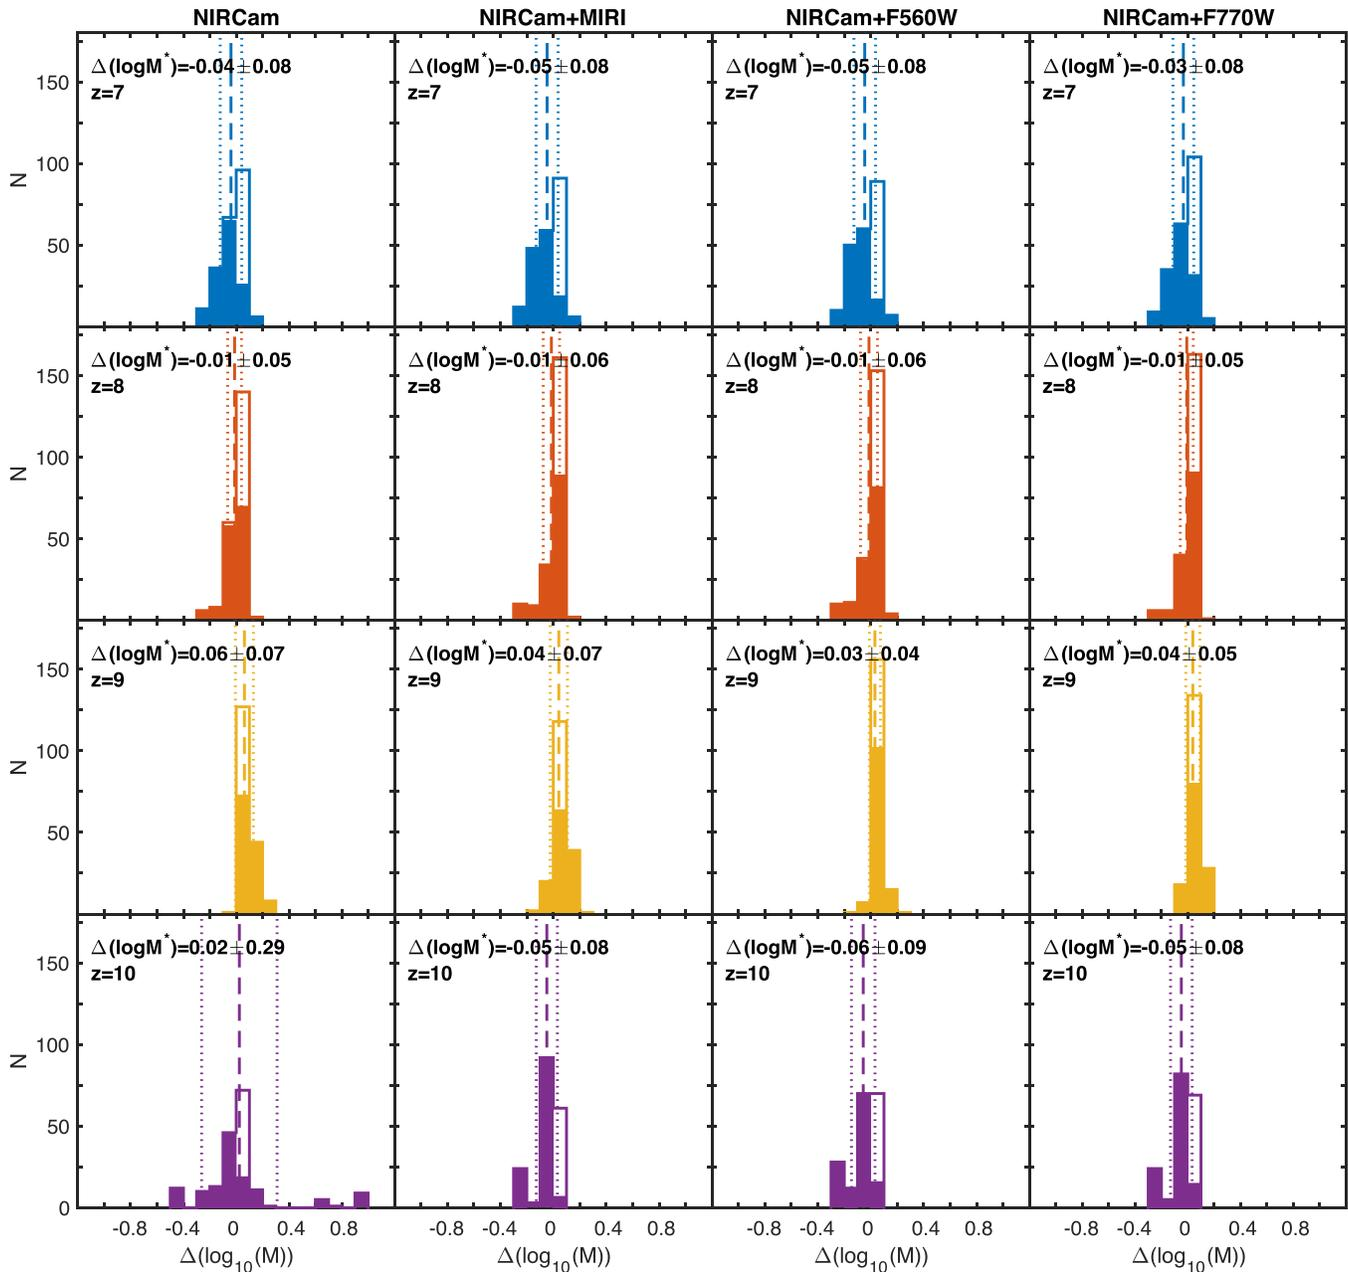 NIRCam NIRCam+MIRI NIRCam+F560W NIRCam+F770W
Δ(logM*)=-0.04±0.08 Δ(logM*)=-0.05±0.08 Δ(logM*)=-0.05±0.08 Δ(logM*)=-0.03±0.08
z=7 z=7 z=7 z=7
150
100
50
N
Δ(logM*)=-0.01±0.05 Δ(logM*)=-0.01±0.06 Δ(logM*)=-0.01±0.06 Δ(logM*)=-0.01±0.05
z=8 z=8 z=8 z=8
150
100
50
N
Δ(logM*)=0.06±0.07 Δ(logM*)=0.04±0.07 Δ(logM*)=0.03±0.04 Δ(logM*)=0.04±0.05
z=9 z=9 z=9 z=9
150
100
50
N
Δ(logM*)=0.02±0.29 Δ(logM*)=-0.05±0.08 Δ(logM*)=-0.06±0.09 Δ(logM*)=-0.05±0.08
z=10 z=10 z=10 z=10
150
100
50
0
N
-0.8 -0.4 0 0.4 0.8 -0.8 -0.4 0 0.4 0.8 -0.8 -0.4 0 0.4 0.8 -0.8 -0.4 0 0.4 0.8
Δ(log10(M)) Δ(log10(M)) Δ(log10(M)) Δ(log10(M))